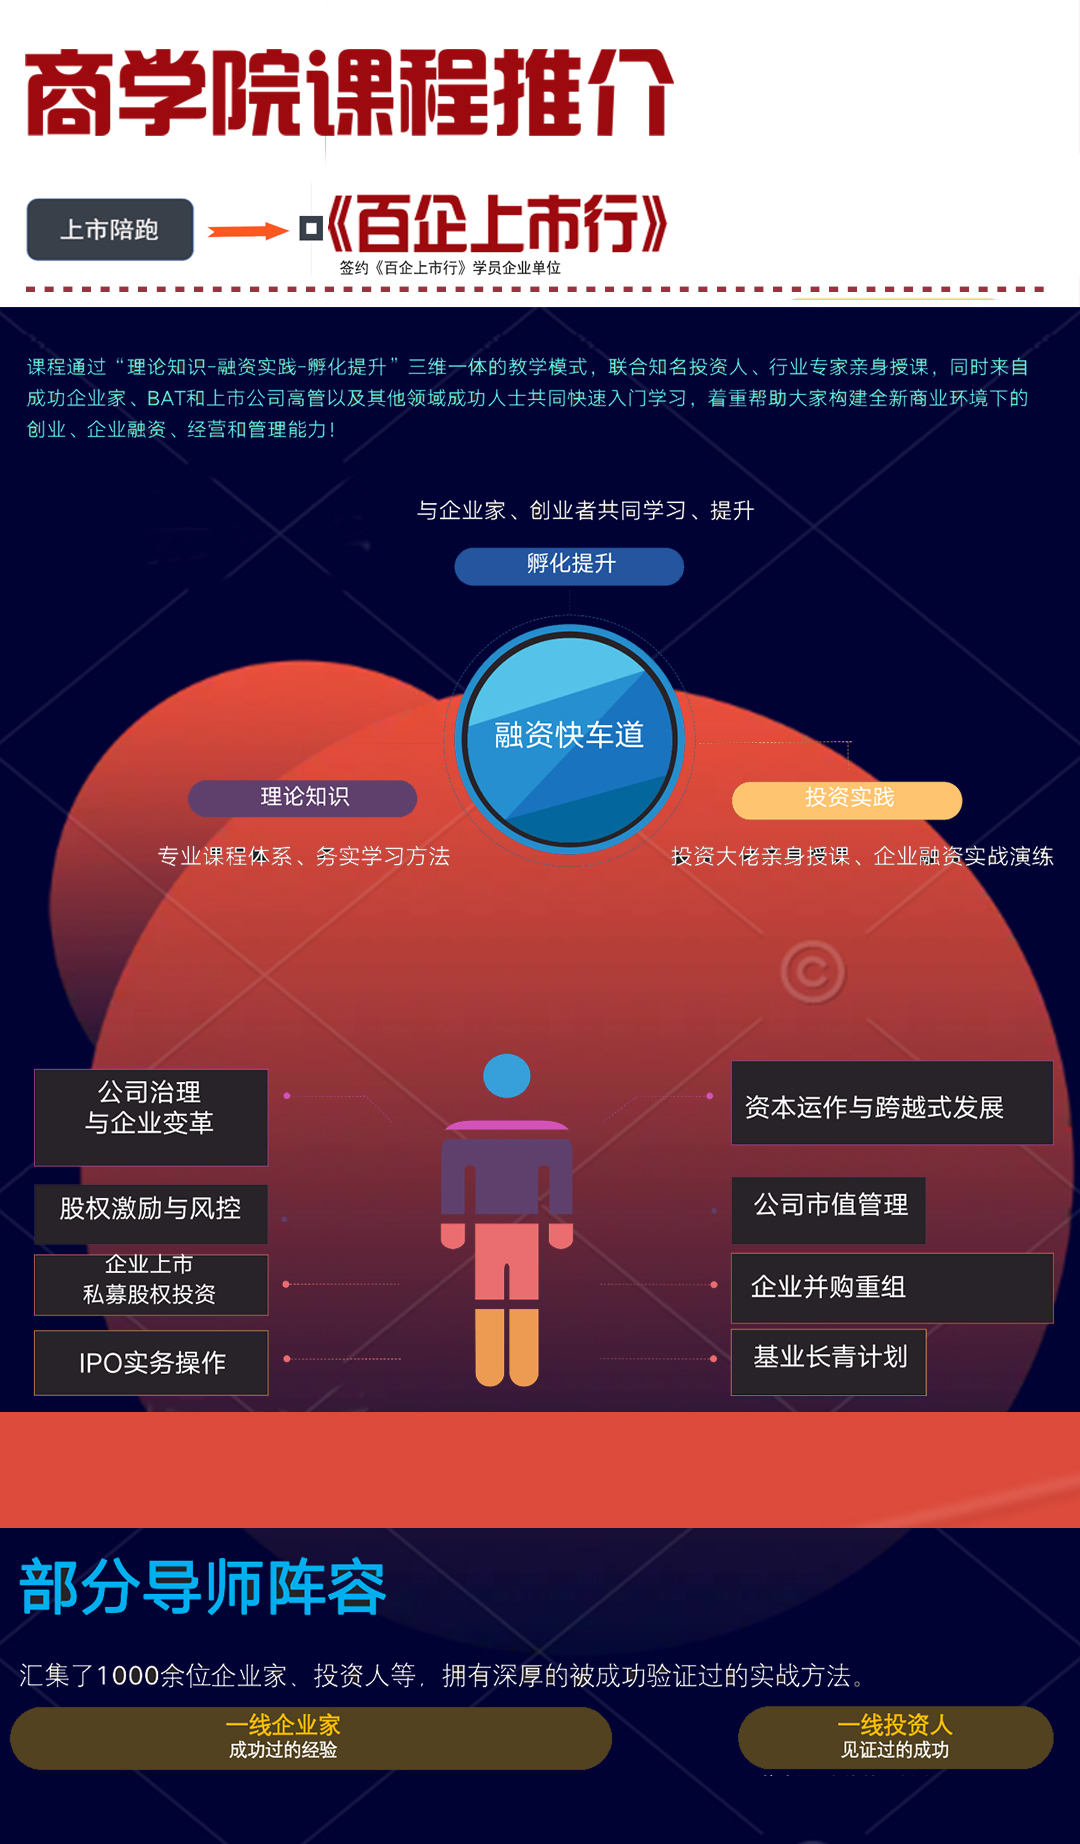 商学院课程推介
上市陪跑
《百企上市行》
签约《百企上市行》学员企业单位
课程通过“理论知识-融资实践-孵化提升”三维一体的教学模式，联合知名投资人、行业专家亲身授课，同时来自
成功企业家、BAT和上市公司高管以及其他领域成功人士共同快速入门学习，着重帮助大家构建全新商业环境下的
创业、企业融资、经营和管理能力！
与企业家、创业者共同学习、提升
孵化提升
融资快车道
理论知识
投资实践
专业课程体系、务实学习方法
投资大佬亲身授课、企业融资实战演练
©
公司治理
与企业变革
资本运作与跨越式发展
股权激励与风控
公司市值管理
企业上市
私募股权投资
企业并购重组
IPO实务操作
基业长青计划
部分导师阵容
汇集了1000余位企业家、投资人等，拥有深厚的被成功验证过的实战方法。
一线企业家
成功过的经验
一线投资人
见证过的成功